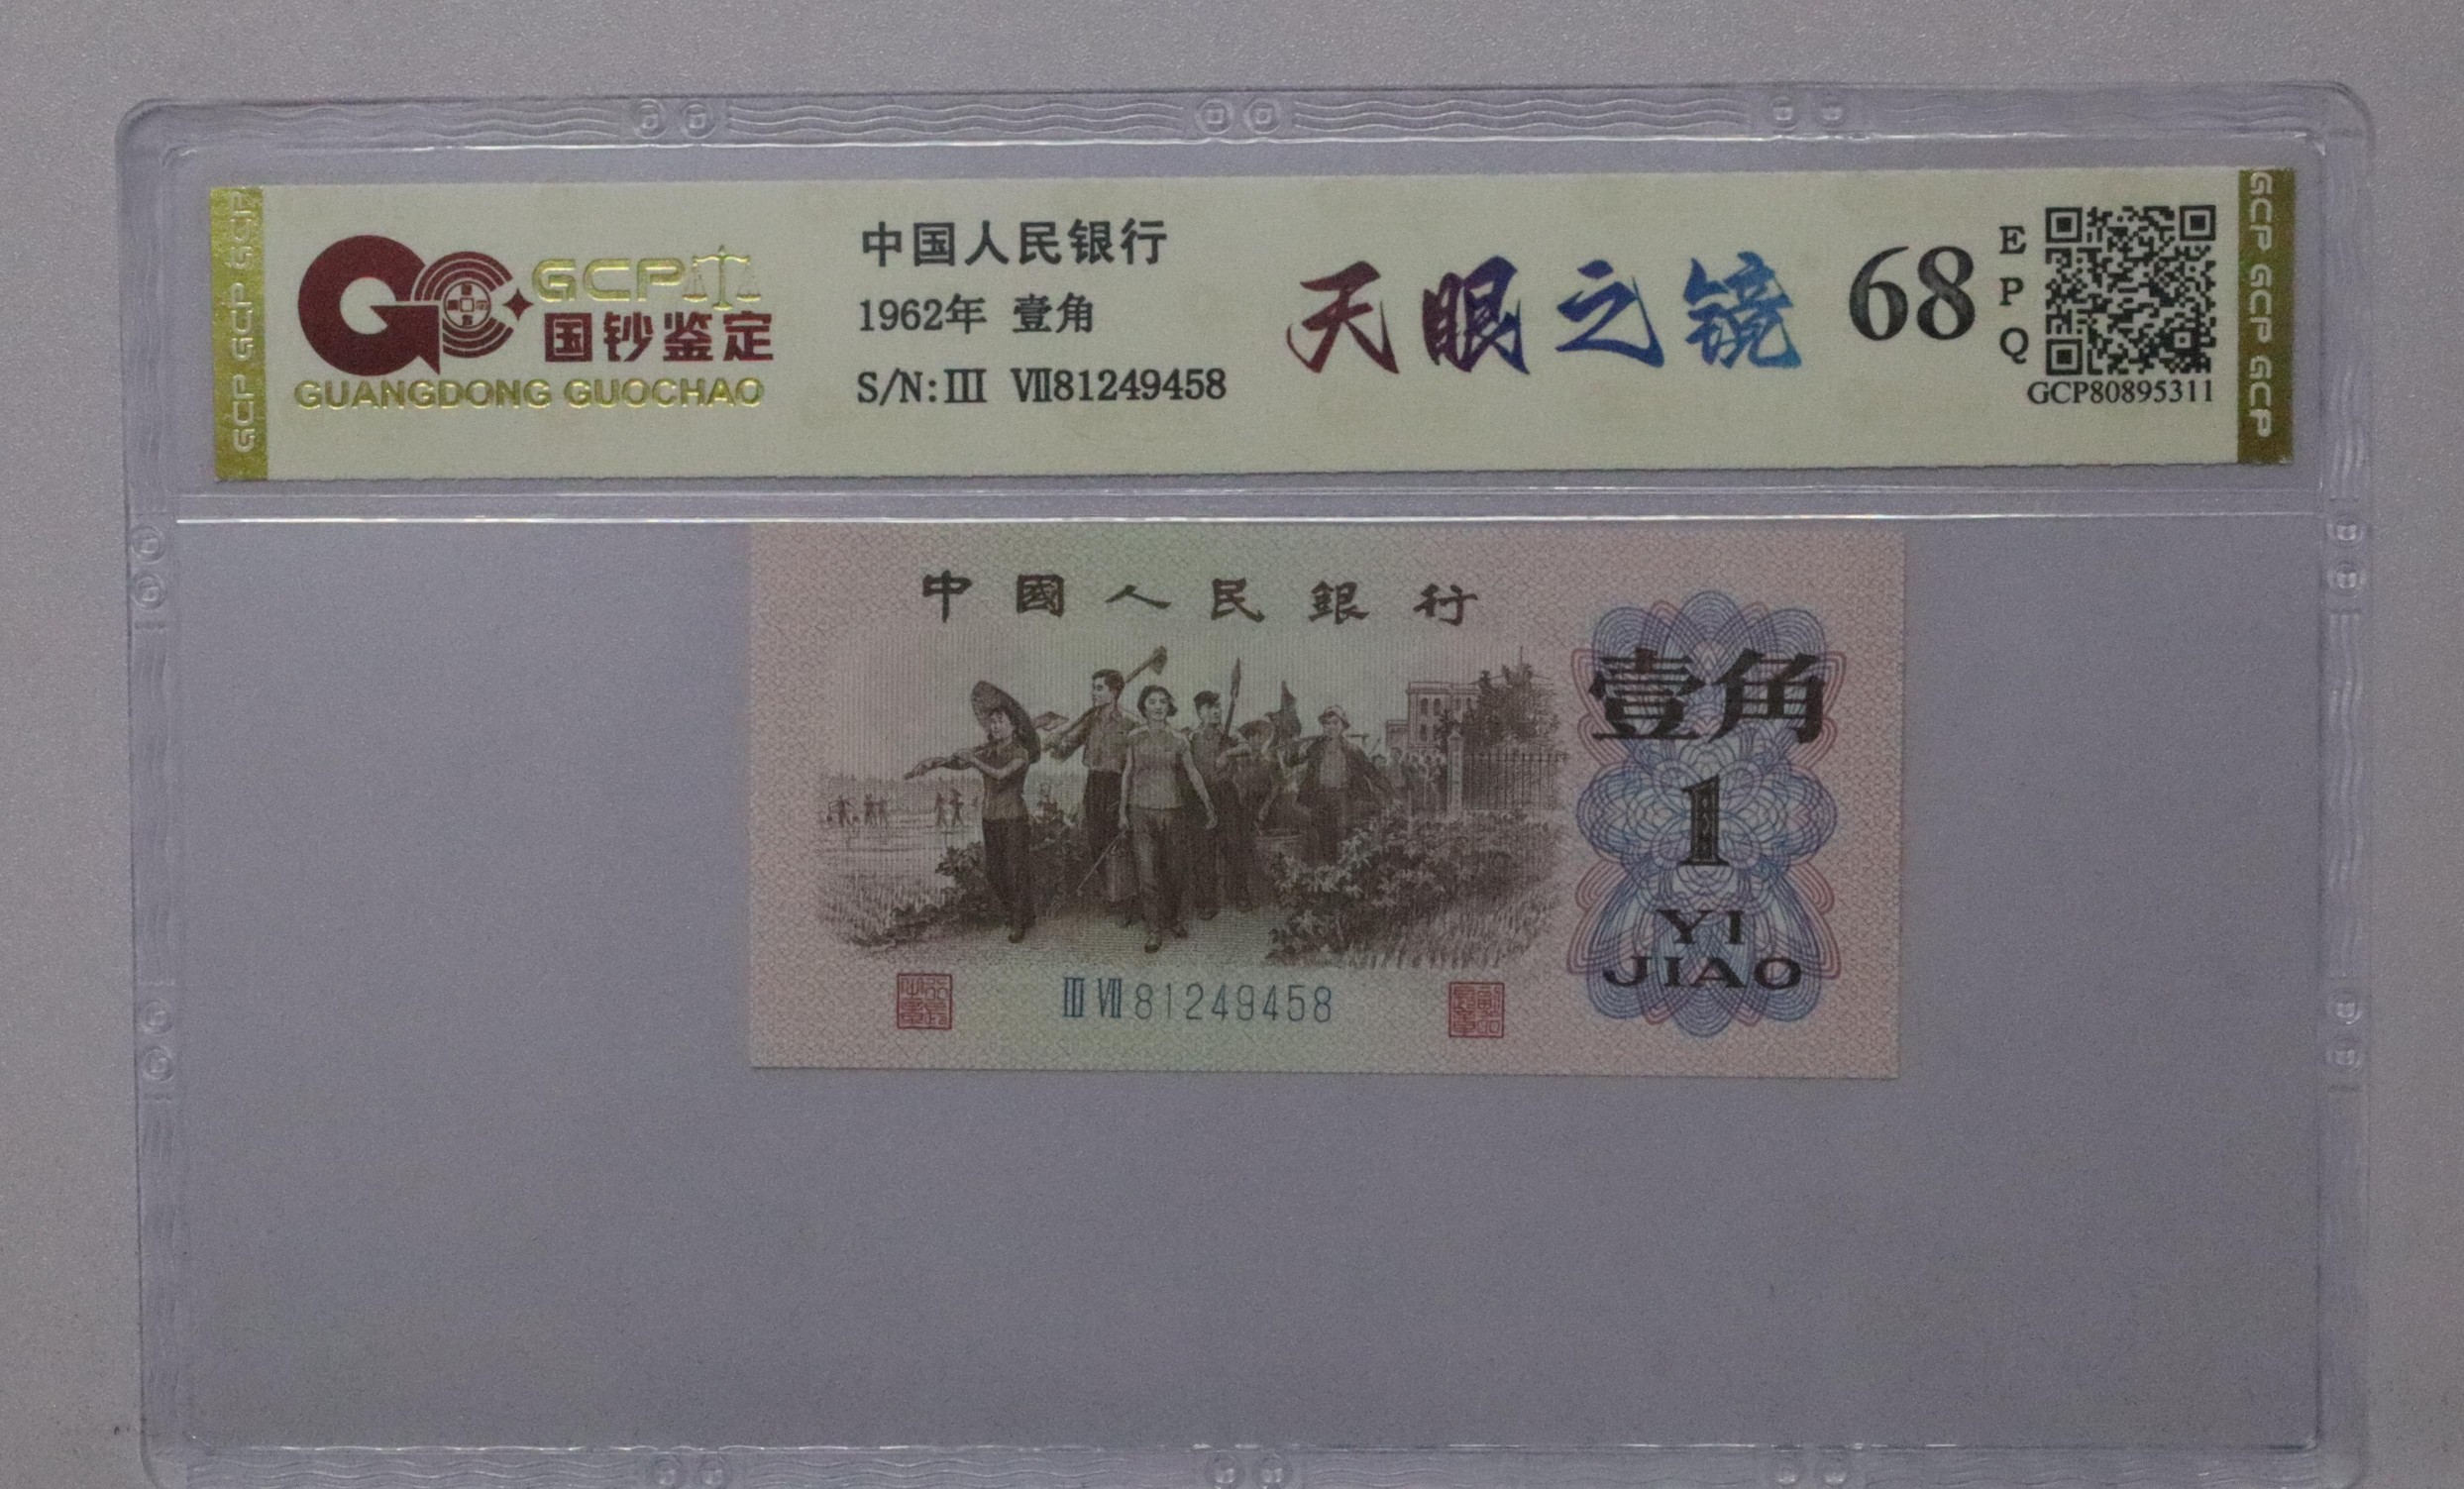 GCP GCP GCP
GCP
国钞鉴定
GUANGDONG GUOCHAO
中国人民银行
1962年 壹角
S/N:III VII81249458
天眼之镜
68
E
P
Q
GCP80895311
GCP GCP GCP
中國人民銀行
壹角
1
YI
JIAO
III VII 81249458